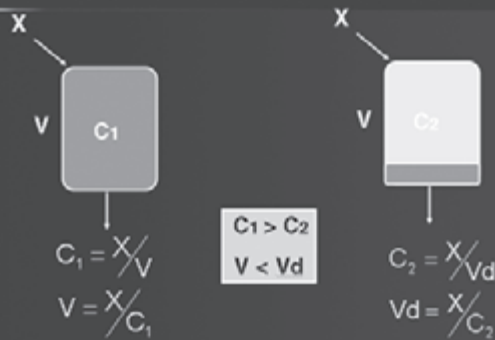 X
V
C₁
C₁ = X/V
V = X/C₁
C₁ > C₂
V < Vd
X
V
C₂
C₂ = X/Vd
Vd = X/C₂